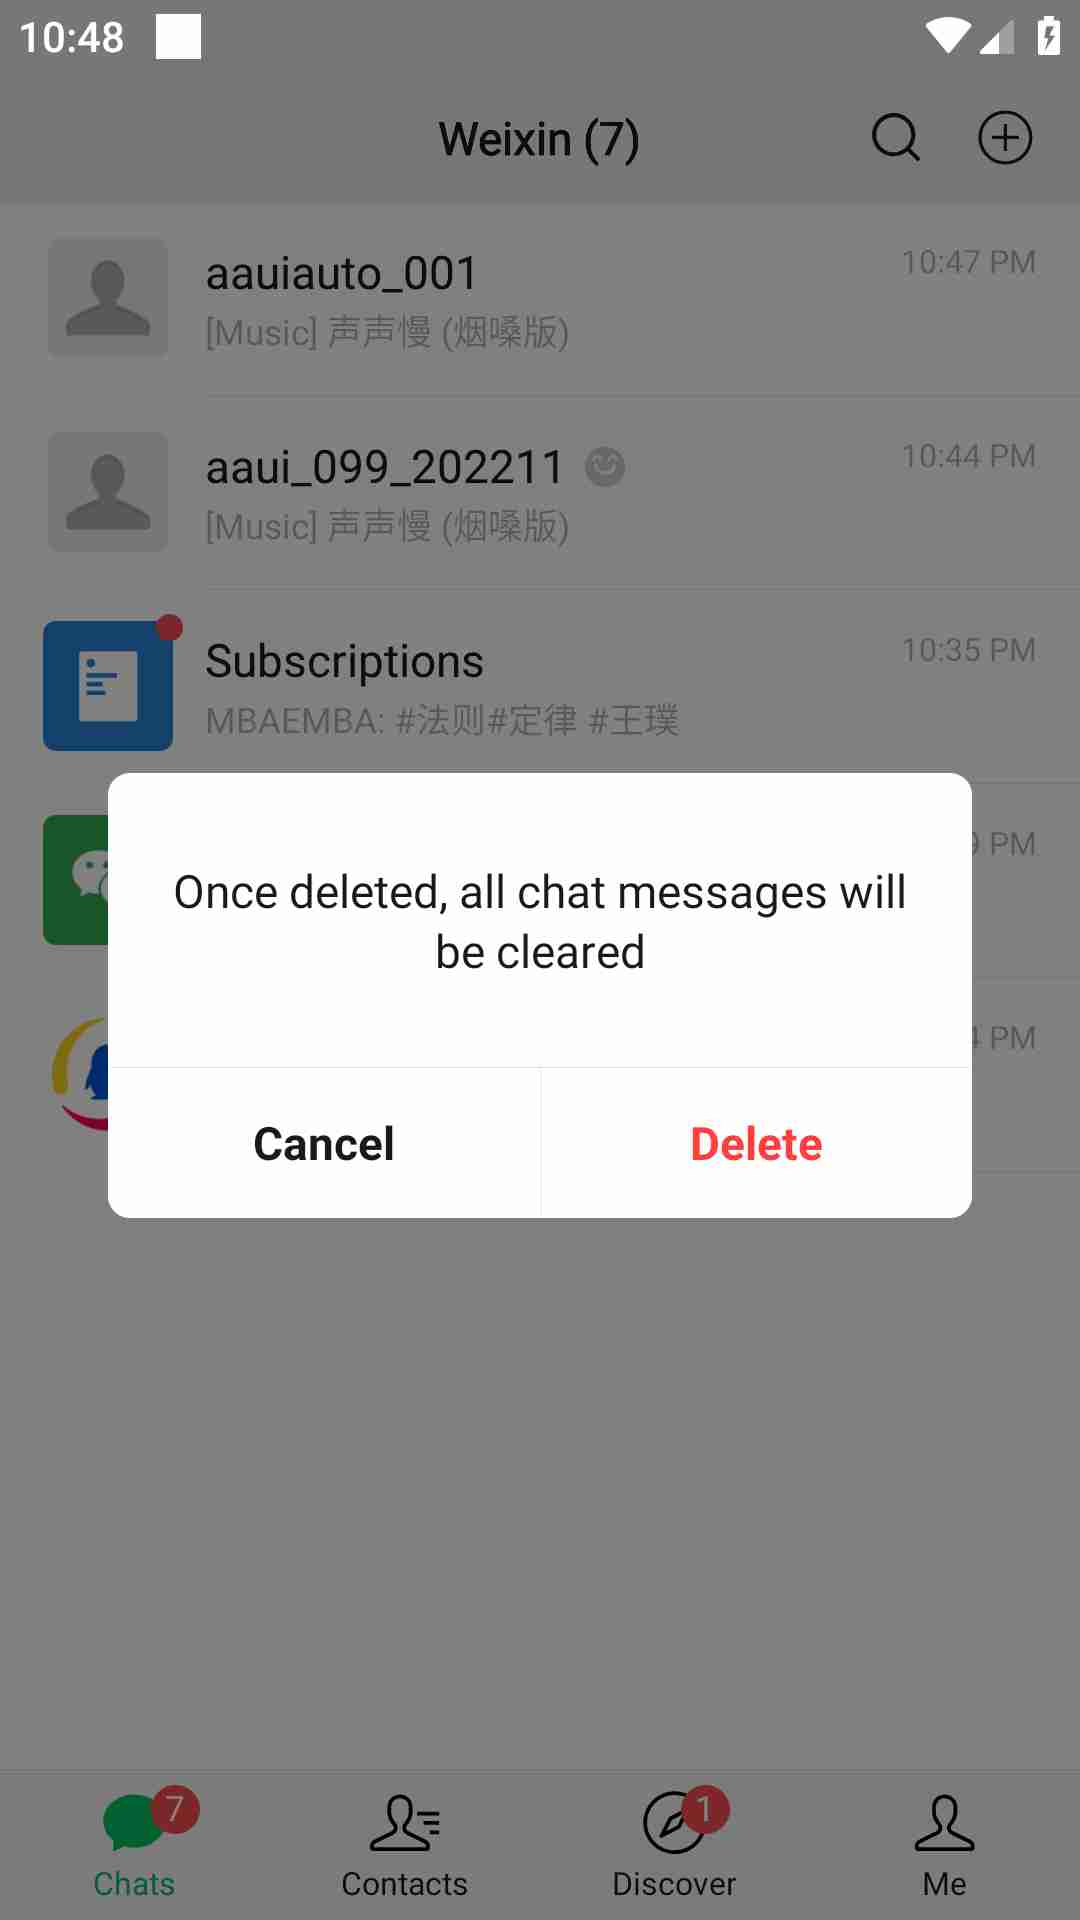 10:48
Weixin (7)
aauiauto_001
10:47 PM
[Music] 声声慢 (烟嗓版)
aaui_099_202211
10:44 PM
[Music] 声声慢 (烟嗓版)
Subscriptions
10:35 PM
MBAEMBA: #法则#定律 #王璞
PM
Once deleted, all chat messages will
be cleared
PM
Cancel
Delete
7
1
Chats
Contacts
Discover
Me